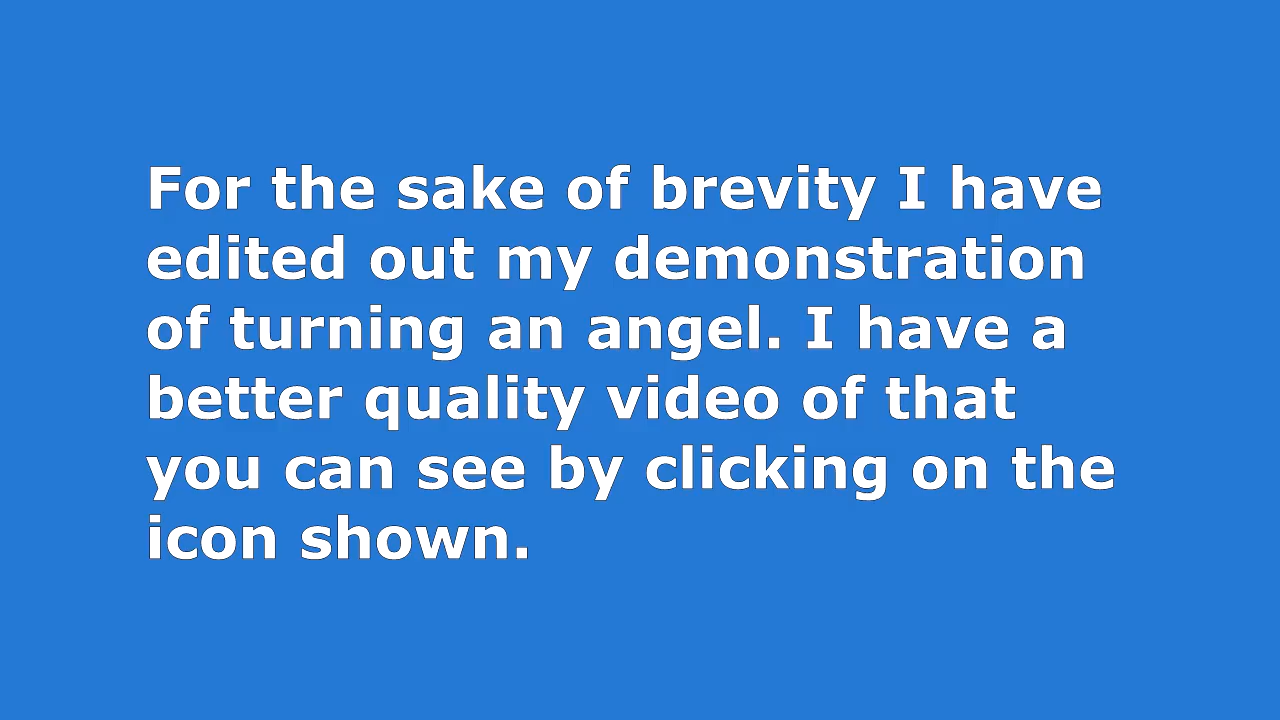 For the sake of brevity I have
edited out my demonstration
of turning an angel. I have a
better quality video of that
you can see by clicking on the
icon shown.